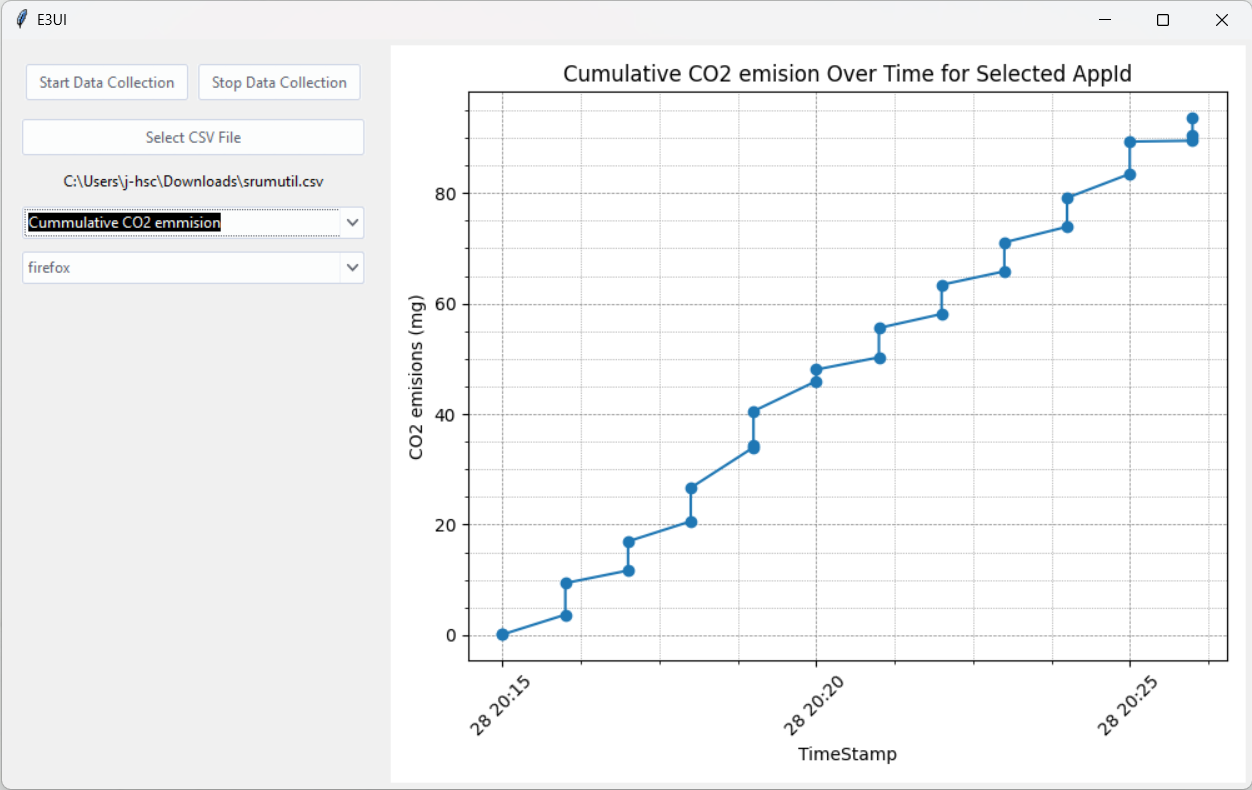 E3UI
Start Data Collection
Stop Data Collection
Select CSV File
C:\Users\j-hsc\Downloads\srumutil.csv
Cummulative CO2 emmision
firefox
Cumulative CO2 emision Over Time for Selected AppId
CO2 emisions (mg)
80
60
40
20
0
28 20:15
28 20:20
28 20:25
TimeStamp